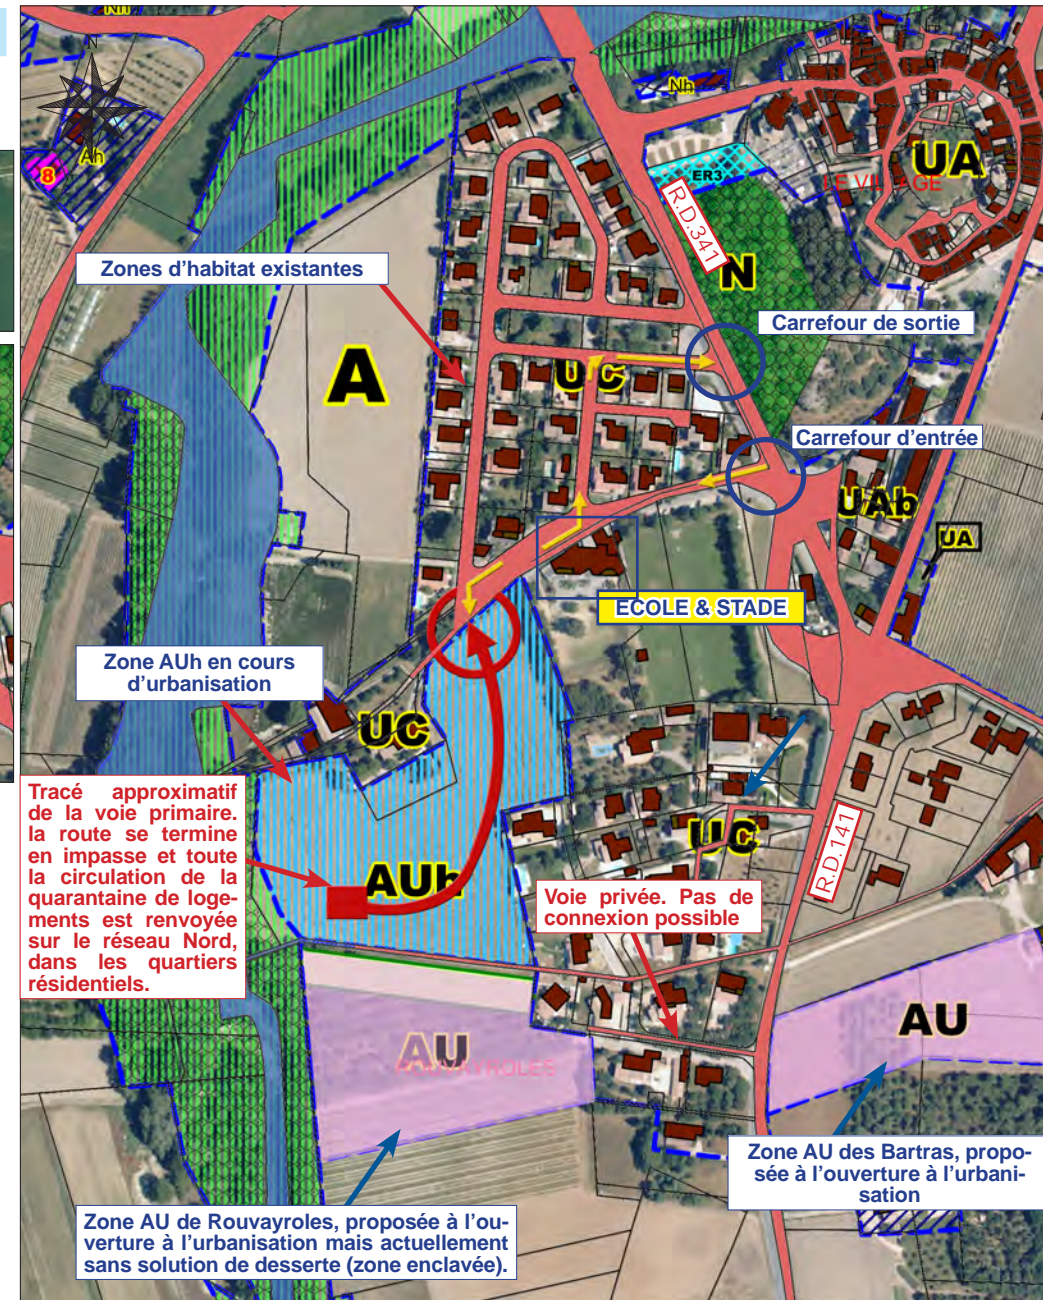 Nh
N
Ah
8
Nh
UA
LE VILLAGE
ER3
R.D.341
N
Zones d'habitat existantes
Carrefour de sortie
A
UC
Carrefour d'entrée
UAb
UA
ECOLE & STADE
Zone AUh en cours
d'urbanisation
UC
Tracé approximatif
de la voie primaire.
la route se termine
en impasse et toute
la circulation de la
quarantaine de loge-
ments est renvoyée
sur le réseau Nord,
dans les quartiers
résidentiels.
AUh
UC
R.D.141
Voie privée. Pas de
connexion possible
AU
AU
Zone AU des Bartras, propo-
sée à l'ouverture à l'urbani-
sation
Zone AU de Rouvayroles, proposée à l'ou-
verture à l'urbanisation mais actuellement
sans solution de desserte (zone enclavée).